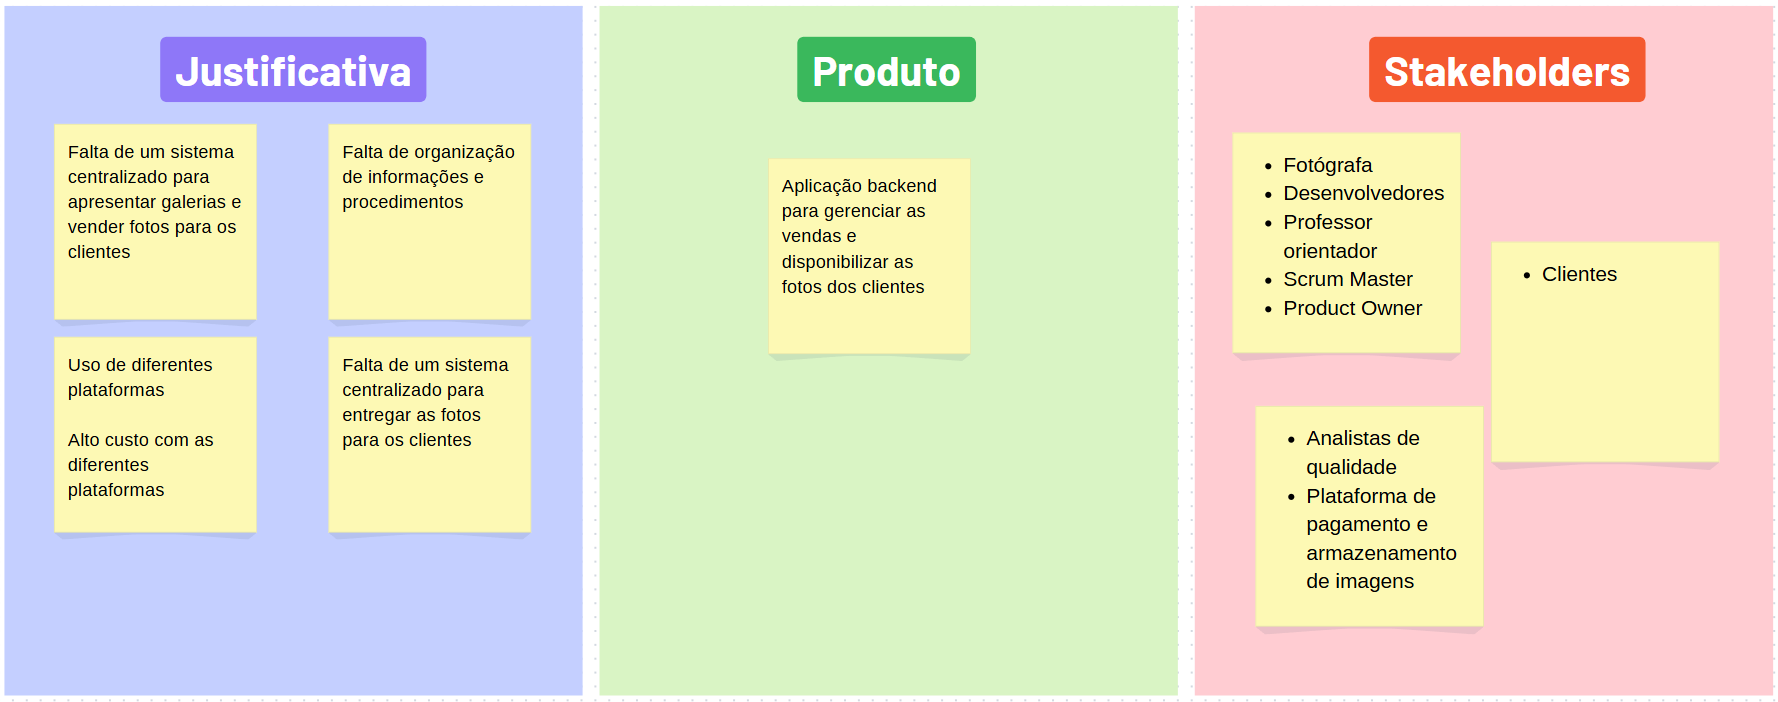 Justificativa
Falta de um sistema
centralizado para
apresentar galerias e
vender fotos para os
clientes
Falta de organização
de informações e
procedimentos
Uso de diferentes
plataformas
Alto custo com as
diferentes
plataformas
Falta de um sistema
centralizado para
entregar as fotos
para os clientes
Produto
Aplicação backend
para gerenciar as
vendas e
disponibilizar as
fotos dos clientes
Stakeholders
• Fotógrafa
• Desenvolvedores
• Professor
orientador
• Scrum Master
• Product Owner
• Clientes
• Analistas de
qualidade
• Plataforma de
pagamento e
armazenamento
de imagens